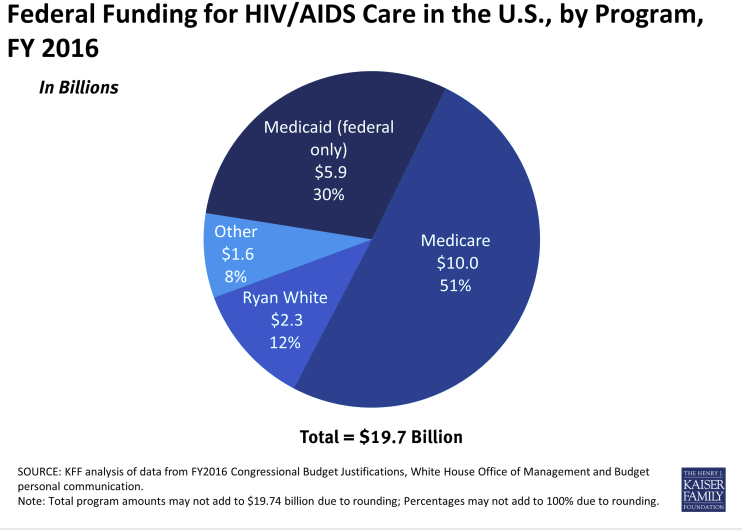 Federal Funding for HIV/AIDS Care in the U.S., by Program,
FY 2016
In Billions
Medicaid (federal
only)
$5.9
30%
Medicare
$10.0
51%
Other
$1.6
8%
Ryan White
$2.3
12%
Total = $19.7 Billion
SOURCE: KFF analysis of data from FY2016 Congressional Budget Justifications, White House Office of Management and Budget
personal communication.
Note: Total program amounts may not add to $19.74 billion due to rounding; Percentages may not add to 100% due to rounding.
THE HENRY J.
KAISER
FAMILY
FOUNDATION